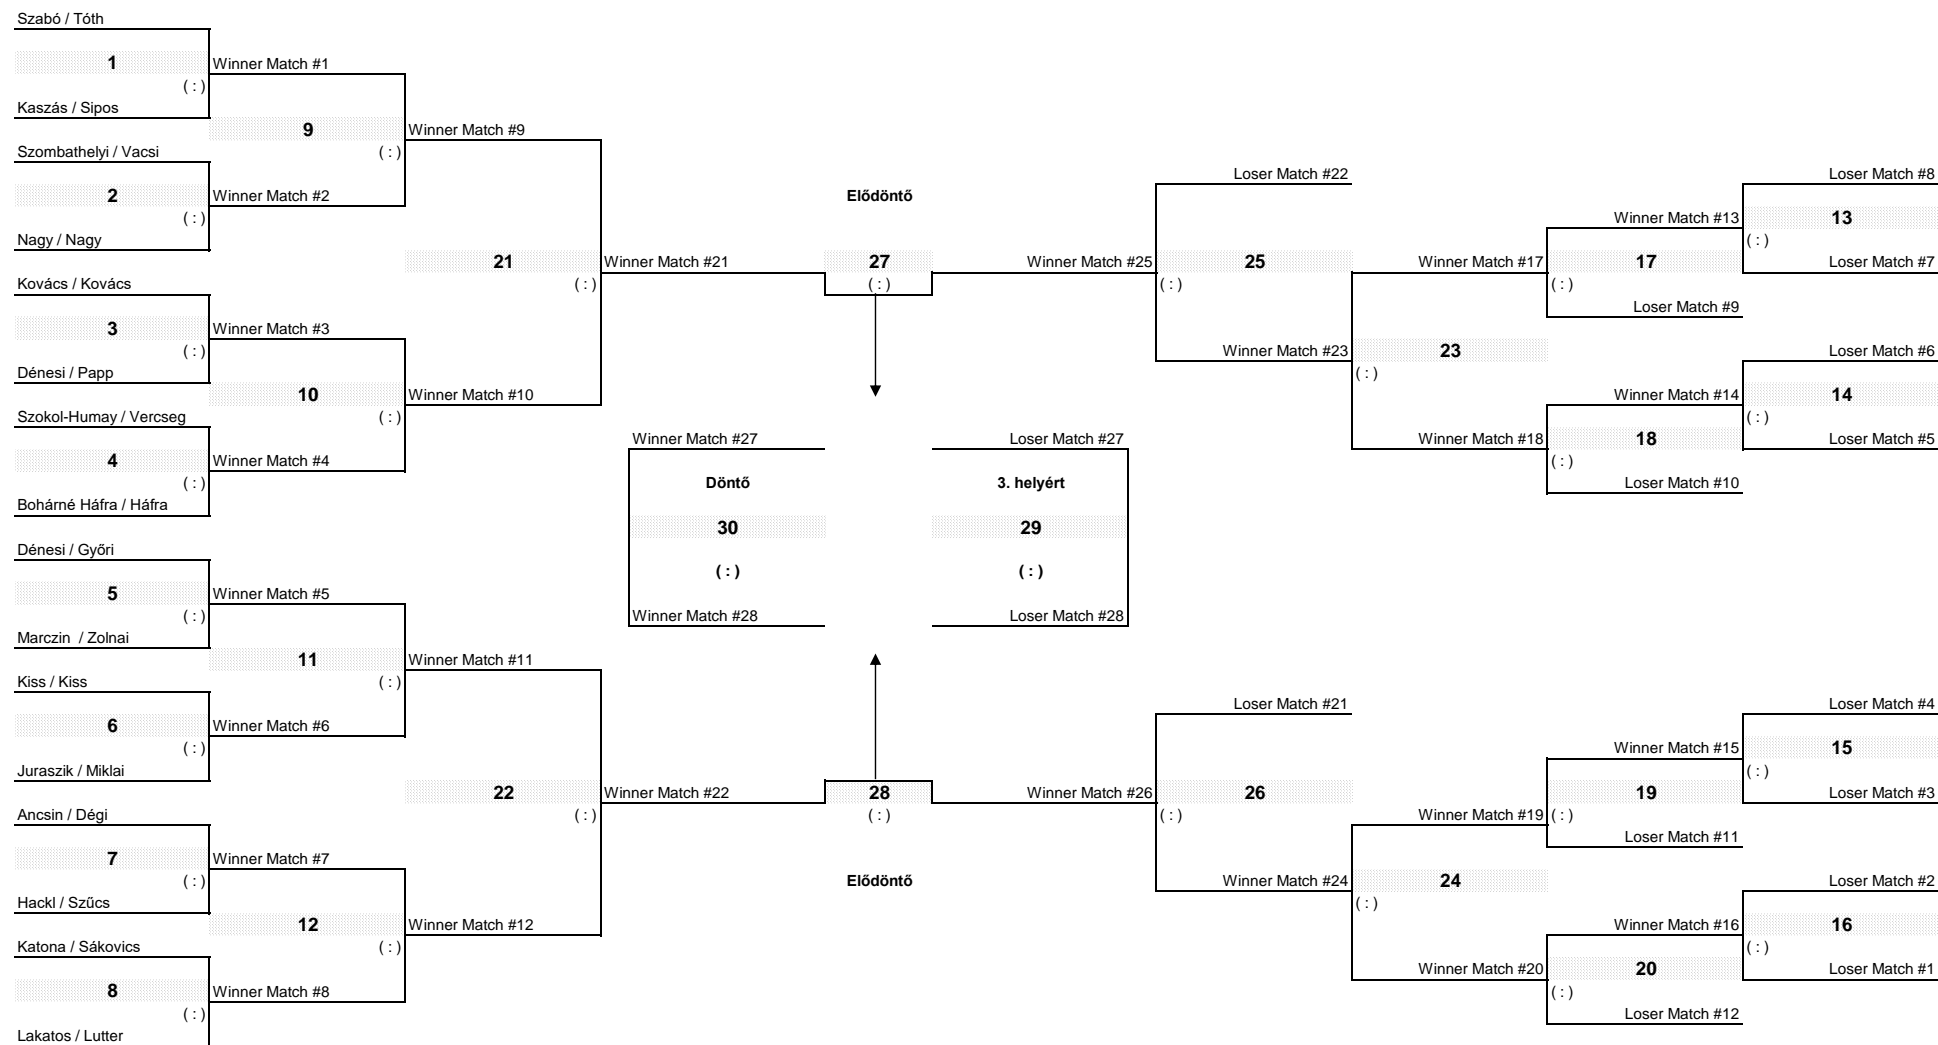 Szabó / Tóth
1 Winner Match #1
( : )
Kaszás / Sipos
9 Winner Match #9
Szombathelyi / Vacsi ( : )
Loser Match #22 Loser Match #8
2 Winner Match #2 Elődöntő
( : ) Winner Match #13 13
Nagy / Nagy ( : )
21 Winner Match #21 27 Winner Match #25 25 Winner Match #17 17 Loser Match #7
Kovács / Kovács ( : ) ( : ) ( : ) ( : )
Loser Match #9
3 Winner Match #3
( : ) Winner Match #23 23 Loser Match #6
Dénesi / Papp ( : )
10 Winner Match #10 Winner Match #14 14
Szokol-Humay / Vercseg ( : ) ( : )
Winner Match #27 Loser Match #27 Winner Match #18 18 Loser Match #5
4 Winner Match #4 ( : )
( : ) Döntő 3. helyért Loser Match #10
Bohárné Háfra / Háfra
30 29
Dénesi / Győri
( : ) ( : )
5 Winner Match #5
( : ) Winner Match #28 Loser Match #28
Marczin / Zolnai
11 Winner Match #11
Kiss / Kiss ( : )
Loser Match #21 Loser Match #4
6 Winner Match #6
( : ) Winner Match #15 15
Juraszik / Miklai ( : )
22 Winner Match #22 28 Winner Match #26 26 19 Loser Match #3
Ancsin / Dégi ( : ) ( : ) ( : ) Winner Match #19 ( : )
Loser Match #11
7 Winner Match #7
( : ) Elődöntő Winner Match #24 24 Loser Match #2
Hackl / Szűcs ( : )
12 Winner Match #12 Winner Match #16 16
Katona / Sákovics ( : ) ( : )
Winner Match #20 20 Loser Match #1
8 Winner Match #8 ( : )
( : ) Loser Match #12
Lakatos / Lutter